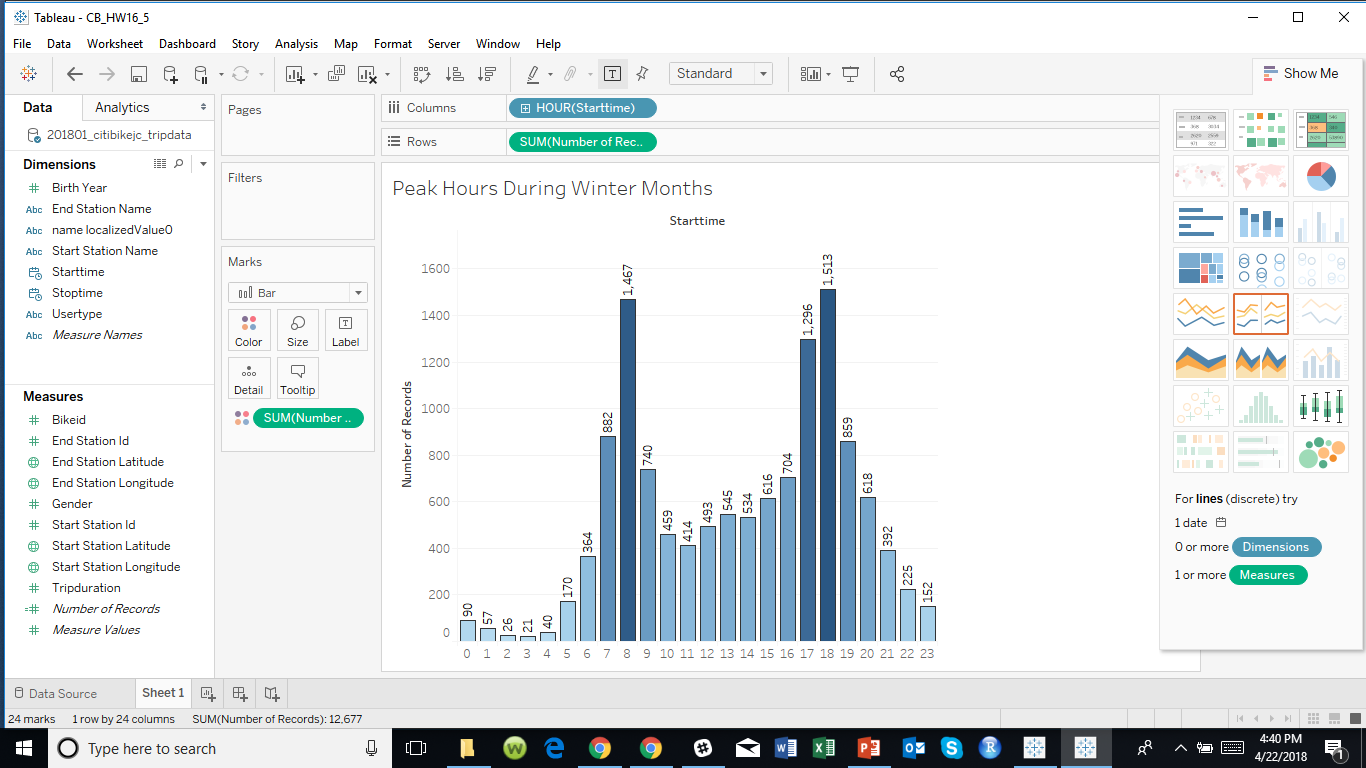 Tableau - CB_HW16_5
File Data Worksheet Dashboard Story Analysis Map Format Server Window Help
Standard
Show Me
Data Analytics
201801_citibikejc_tripdata
Dimensions
Birth Year
Abc End Station Name
Abc name localizedValue0
Abc Start Station Name
Starttime
Stoptime
Abc Usertype
Abc Measure Names
Measures
Bikeid
End Station Id
End Station Latitude
End Station Longitude
Gender
Start Station Id
Start Station Latitude
Start Station Longitude
Tripduration
Number of Records
Measure Values
Pages
Filters
Marks
Bar
Color Size Label
Detail Tooltip
SUM(Number ..
Columns HOUR(Starttime)
Rows SUM(Number of Rec..
Peak Hours During Winter Months
Starttime
Number of Records
1600
1400
1200
1000
800
600
400
200
0
90 57 26 21 40 170 364 882 1,467 740 459 414 493 545 534 616 704 1,296 1,513 859 618 392 225 152
0 1 2 3 4 5 6 7 8 9 10 11 12 13 14 15 16 17 18 19 20 21 22 23
For lines (discrete) try
1 date
0 or more Dimensions
1 or more Measures
Data Source Sheet 1
24 marks 1 row by 24 columns SUM(Number of Records): 12,677
Type here to search
4:40 PM
4/22/2018